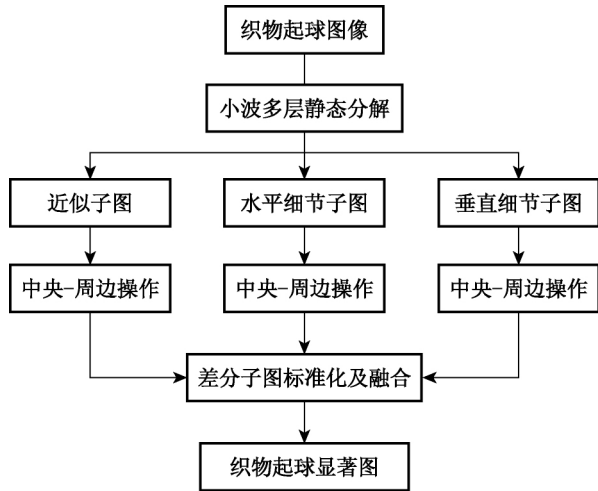 织物起球图像
小波多层静态分解
近似子图
水平细节子图
垂直细节子图
中央-周边操作
中央-周边操作
中央-周边操作
差分子图标准化及融合
织物起球显著图